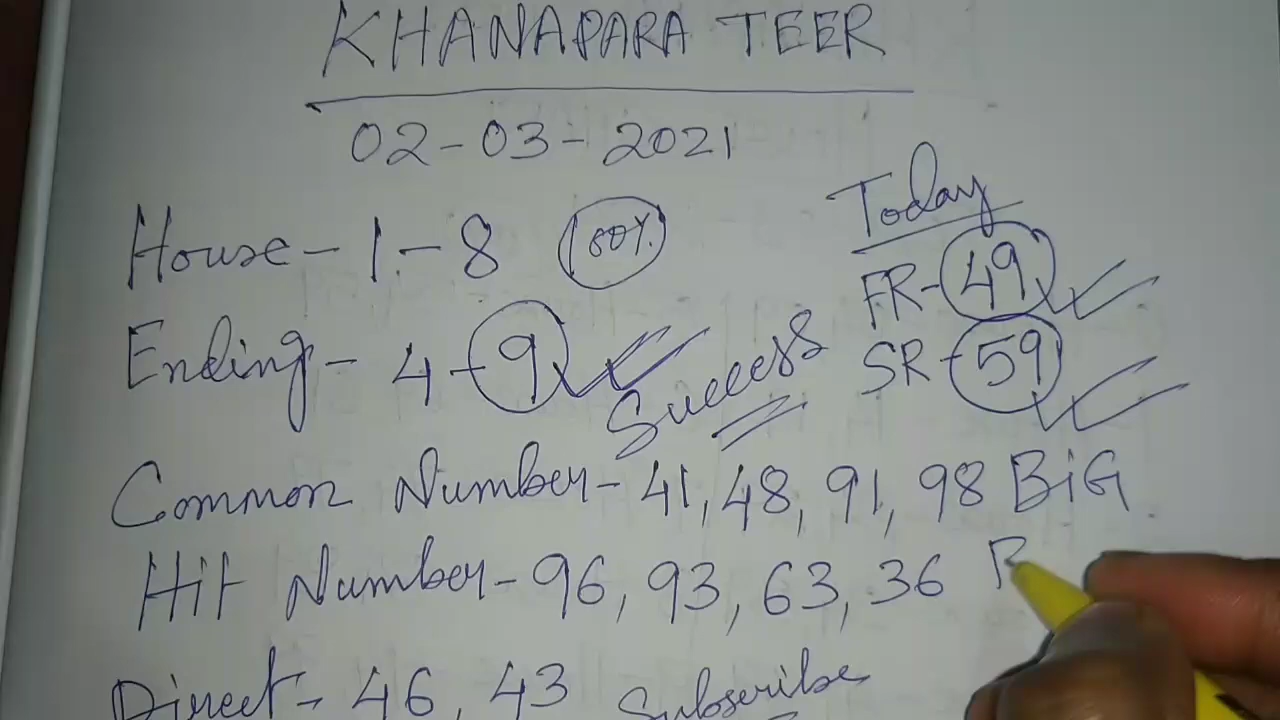 KHANAPARA TEER
02-03-2021
House-1-8 100%
Today
FR-49
Ending-4-9
Success
SR-59
Common Number-41, 48, 91, 98 BiG
Hit Number-96, 93, 63, 36
Direct-46, 43 Subscribe